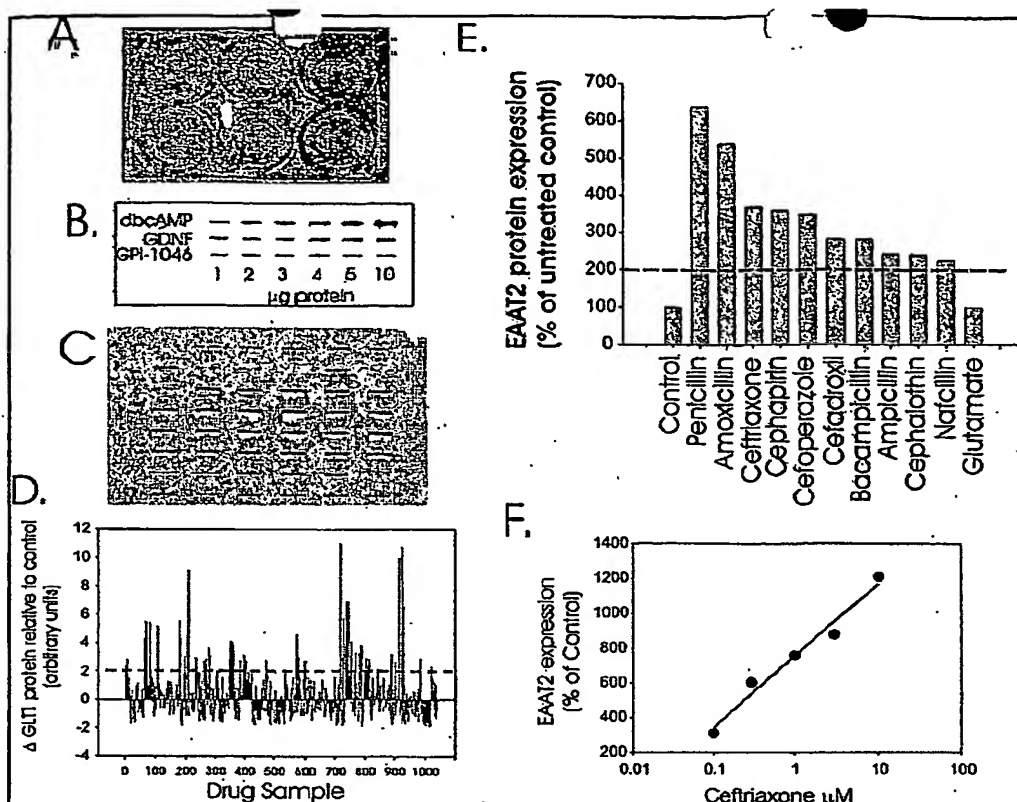 A
B.
dbcAMP
GDNF
GPI-1046
1 2 3 4 5 10
µg protein
C
D.
Δ GLT1 protein relative to control
(arbitrary units)
12
10
8
6
4
2
0
-2
-4
0 100 200 300 400 500 600 700 800 900 1000
Drug Sample
E.
EAAT2 protein expression
(% of untreated control)
700
600
500
400
300
200
100
0
Control
Penicillin
Amoxicillin
Ceftriaxone
Cephapirin
Cefoperazole
Cefadroxil
Bacampicillin
Ampicillin
Cephalothin
Nafcillin
Glutamate
F.
EAAT2-expression
(% of Control)
1400
1200
1000
800
600
400
200
0.01 0.1 1 10 100
Ceftriaxone µM